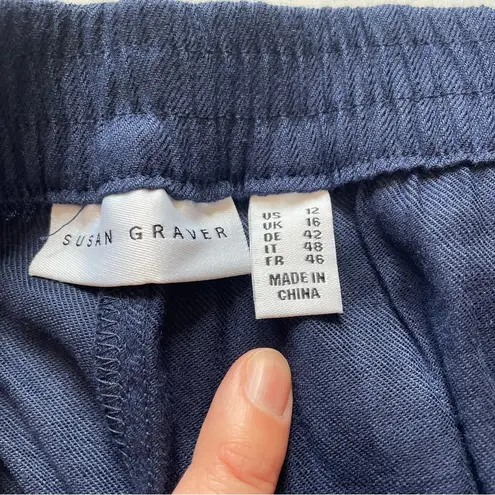 SUSAN GRAVER
US 12
UK 16
DE 42
IT 48
FR 46
MADE IN
CHINA